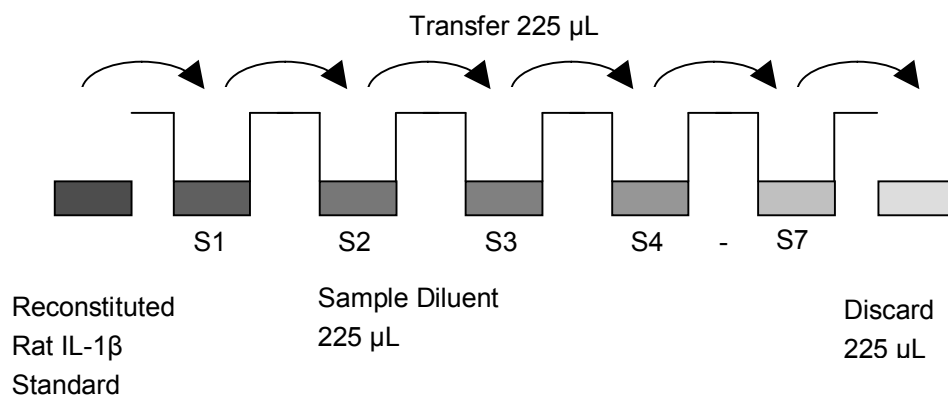 Transfer 225 µL
S1 S2 S3 S4 - S7
Reconstituted
Rat IL-1β
Standard
Sample Diluent
225 µL
Discard
225 uL